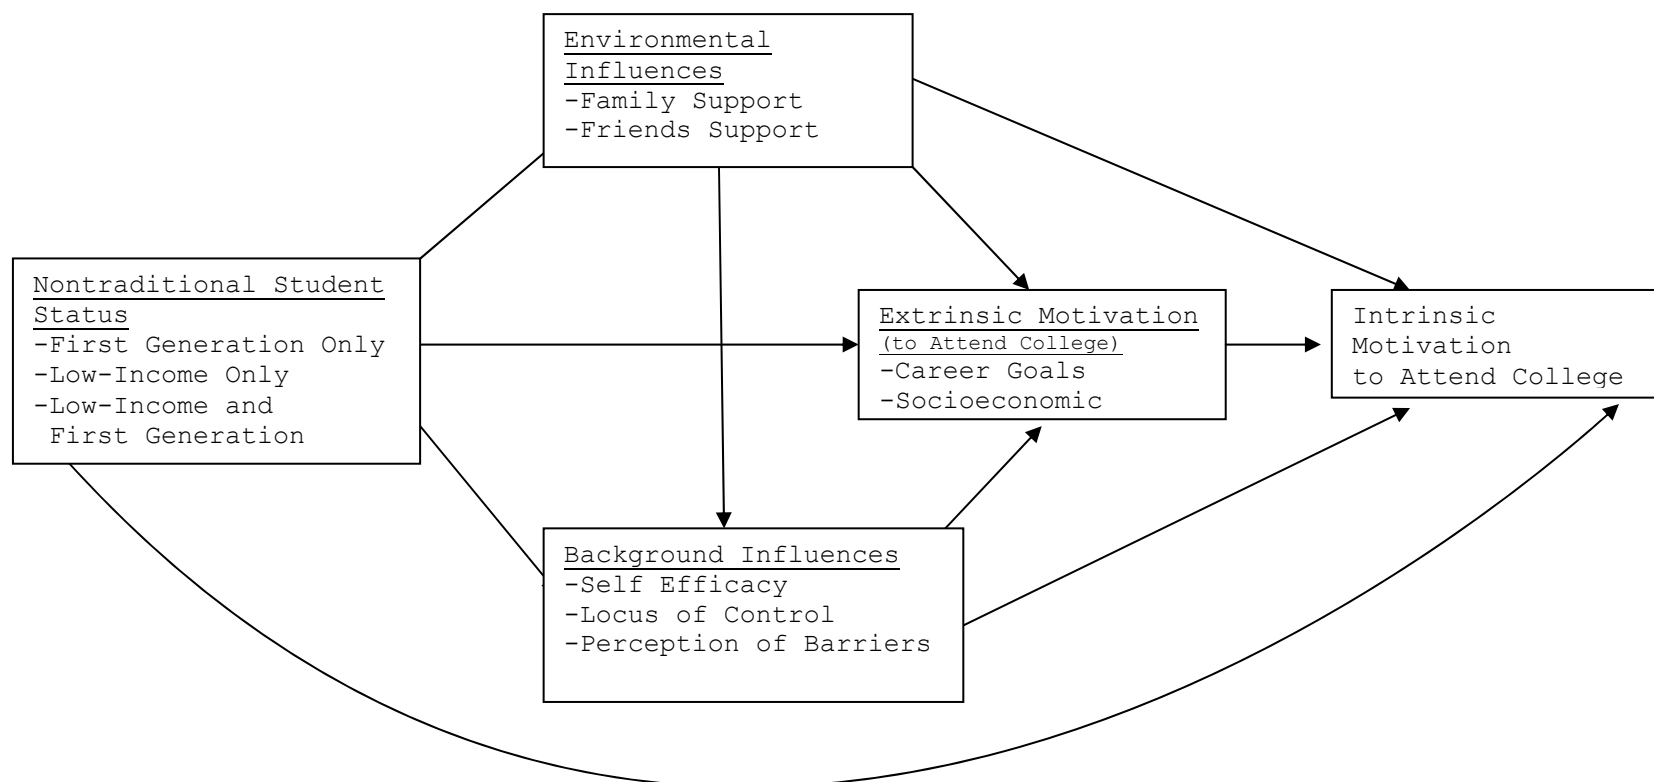 Environmental
Influences
-Family Support
-Friends Support
Nontraditional Student
Status
-First Generation Only
-Low-Income Only
-Low-Income and
First Generation
Extrinsic Motivation
(to Attend College)
-Career Goals
-Socioeconomic
Intrinsic
Motivation
to Attend College
Background Influences
-Self Efficacy
-Locus of Control
-Perception of Barriers